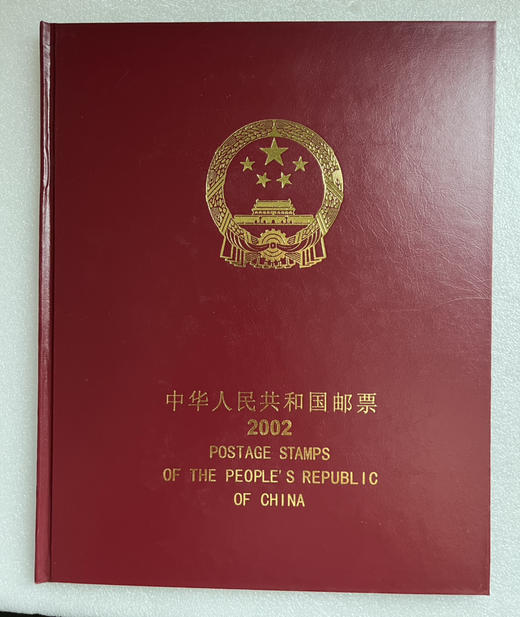 中华人民共和国邮票
2002
POSTAGE STAMPS
OF THE PEOPLE'S REPUBLIC
OF CHINA